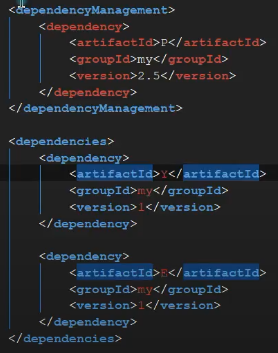 <dependencyManagement>
<dependency>
<artifactId>P</artifactId>
<groupId>my</groupId>
<version>2.5</version>
</dependency>
</dependencyManagement>
<dependencies>
<dependency>
<artifactId>Y</artifactId>
<groupId>my</groupId>
<version>1</version>
</dependency>
<dependency>
<artifactId>E</artifactId>
<groupId>my</groupId>
<version>1</version>
</dependency>
</dependencies>